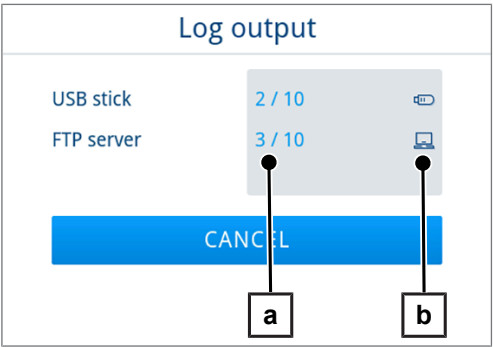 Log output
USB stick 2 / 10
FTP server 3 / 10
CANCEL
a b